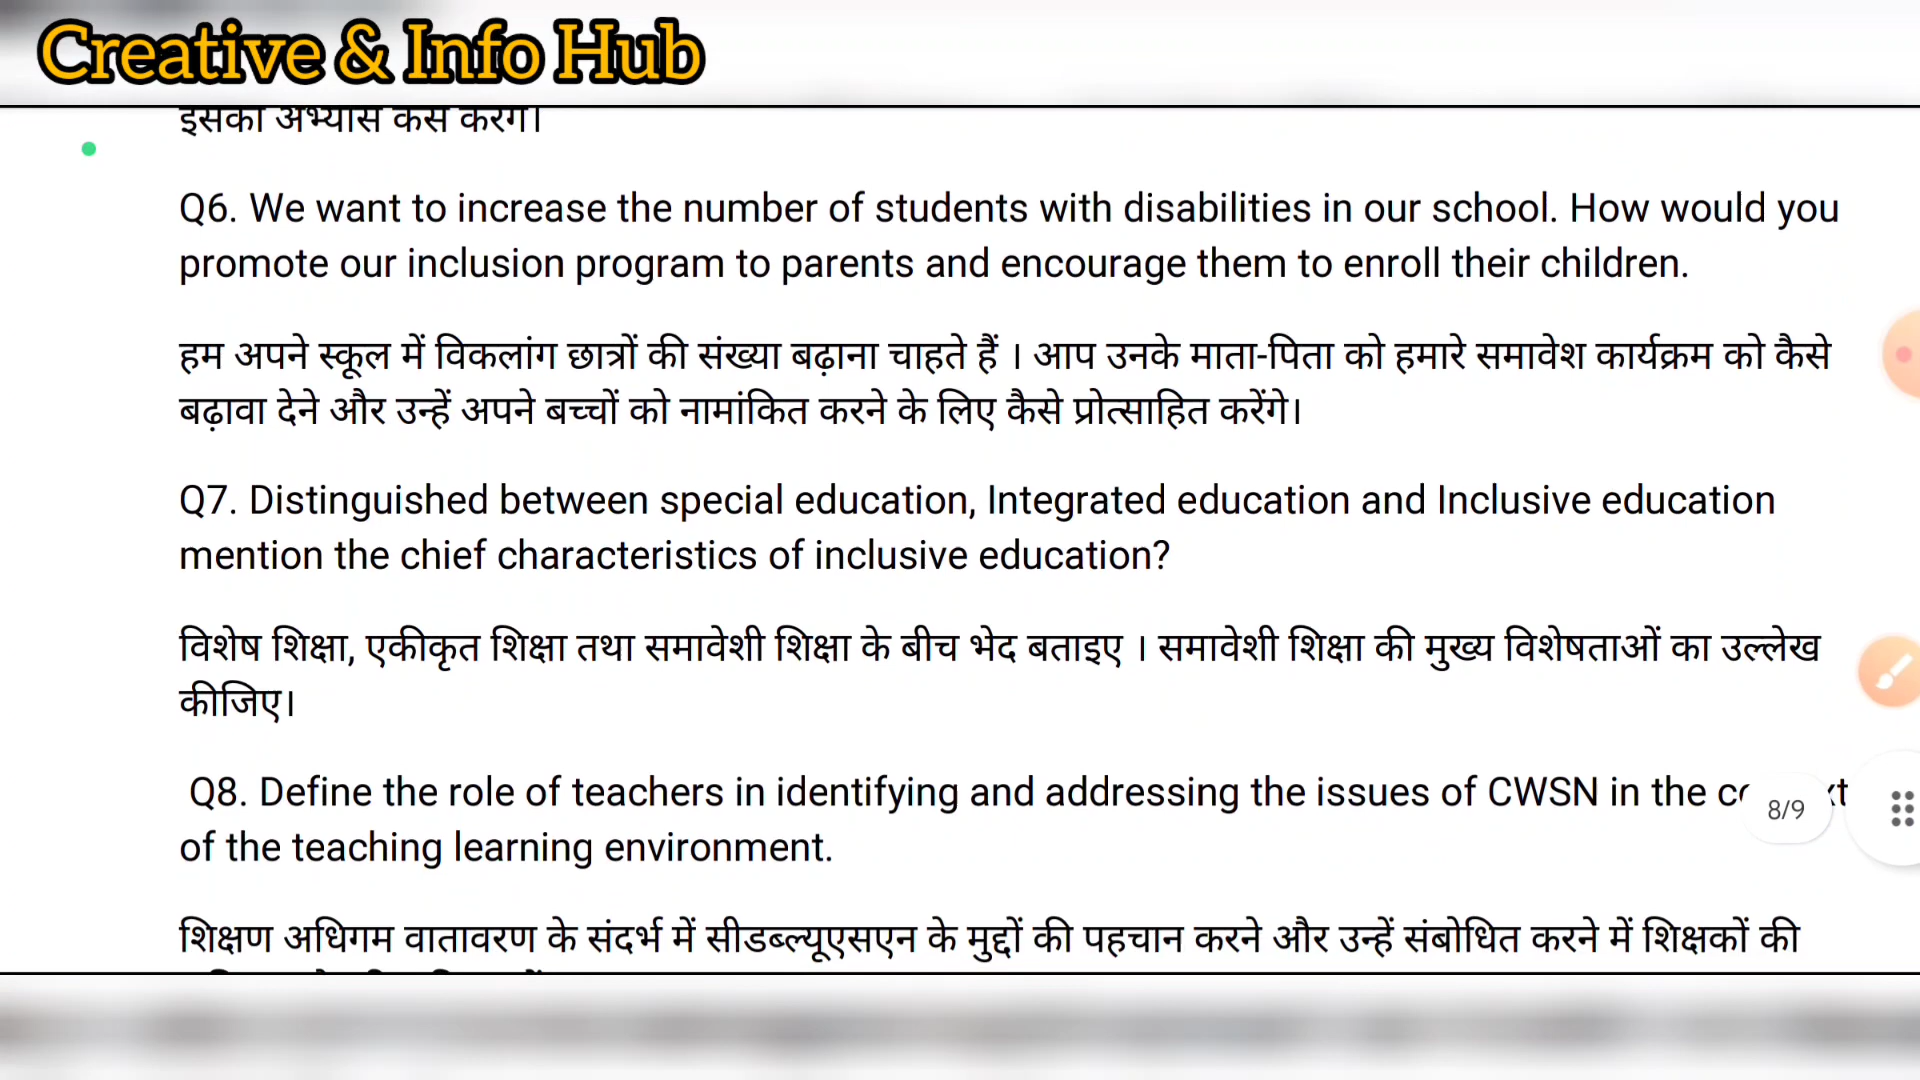 Creative & Info Hub
इसका अभ्यास कैसे करेंगे।
Q6. We want to increase the number of students with disabilities in our school. How would you
promote our inclusion program to parents and encourage them to enroll their children.
हम अपने स्कूल में विकलांग छात्रों की संख्या बढ़ाना चाहते हैं । आप उनके माता-पिता को हमारे समावेश कार्यक्रम को कैसे
बढ़ावा देने और उन्हें अपने बच्चों को नामांकित करने के लिए कैसे प्रोत्साहित करेंगे।
Q7. Distinguished between special education, Integrated education and Inclusive education
mention the chief characteristics of inclusive education?
विशेष शिक्षा, एकीकृत शिक्षा तथा समावेशी शिक्षा के बीच भेद बताइए । समावेशी शिक्षा की मुख्य विशेषताओं का उल्लेख
कीजिए।
Q8. Define the role of teachers in identifying and addressing the issues of CWSN in the
8/9
of the teaching learning environment.
शिक्षण अधिगम वातावरण के संदर्भ में सीडब्ल्यूएसएन के मुद्दों की पहचान करने और उन्हें संबोधित करने में शिक्षकों की